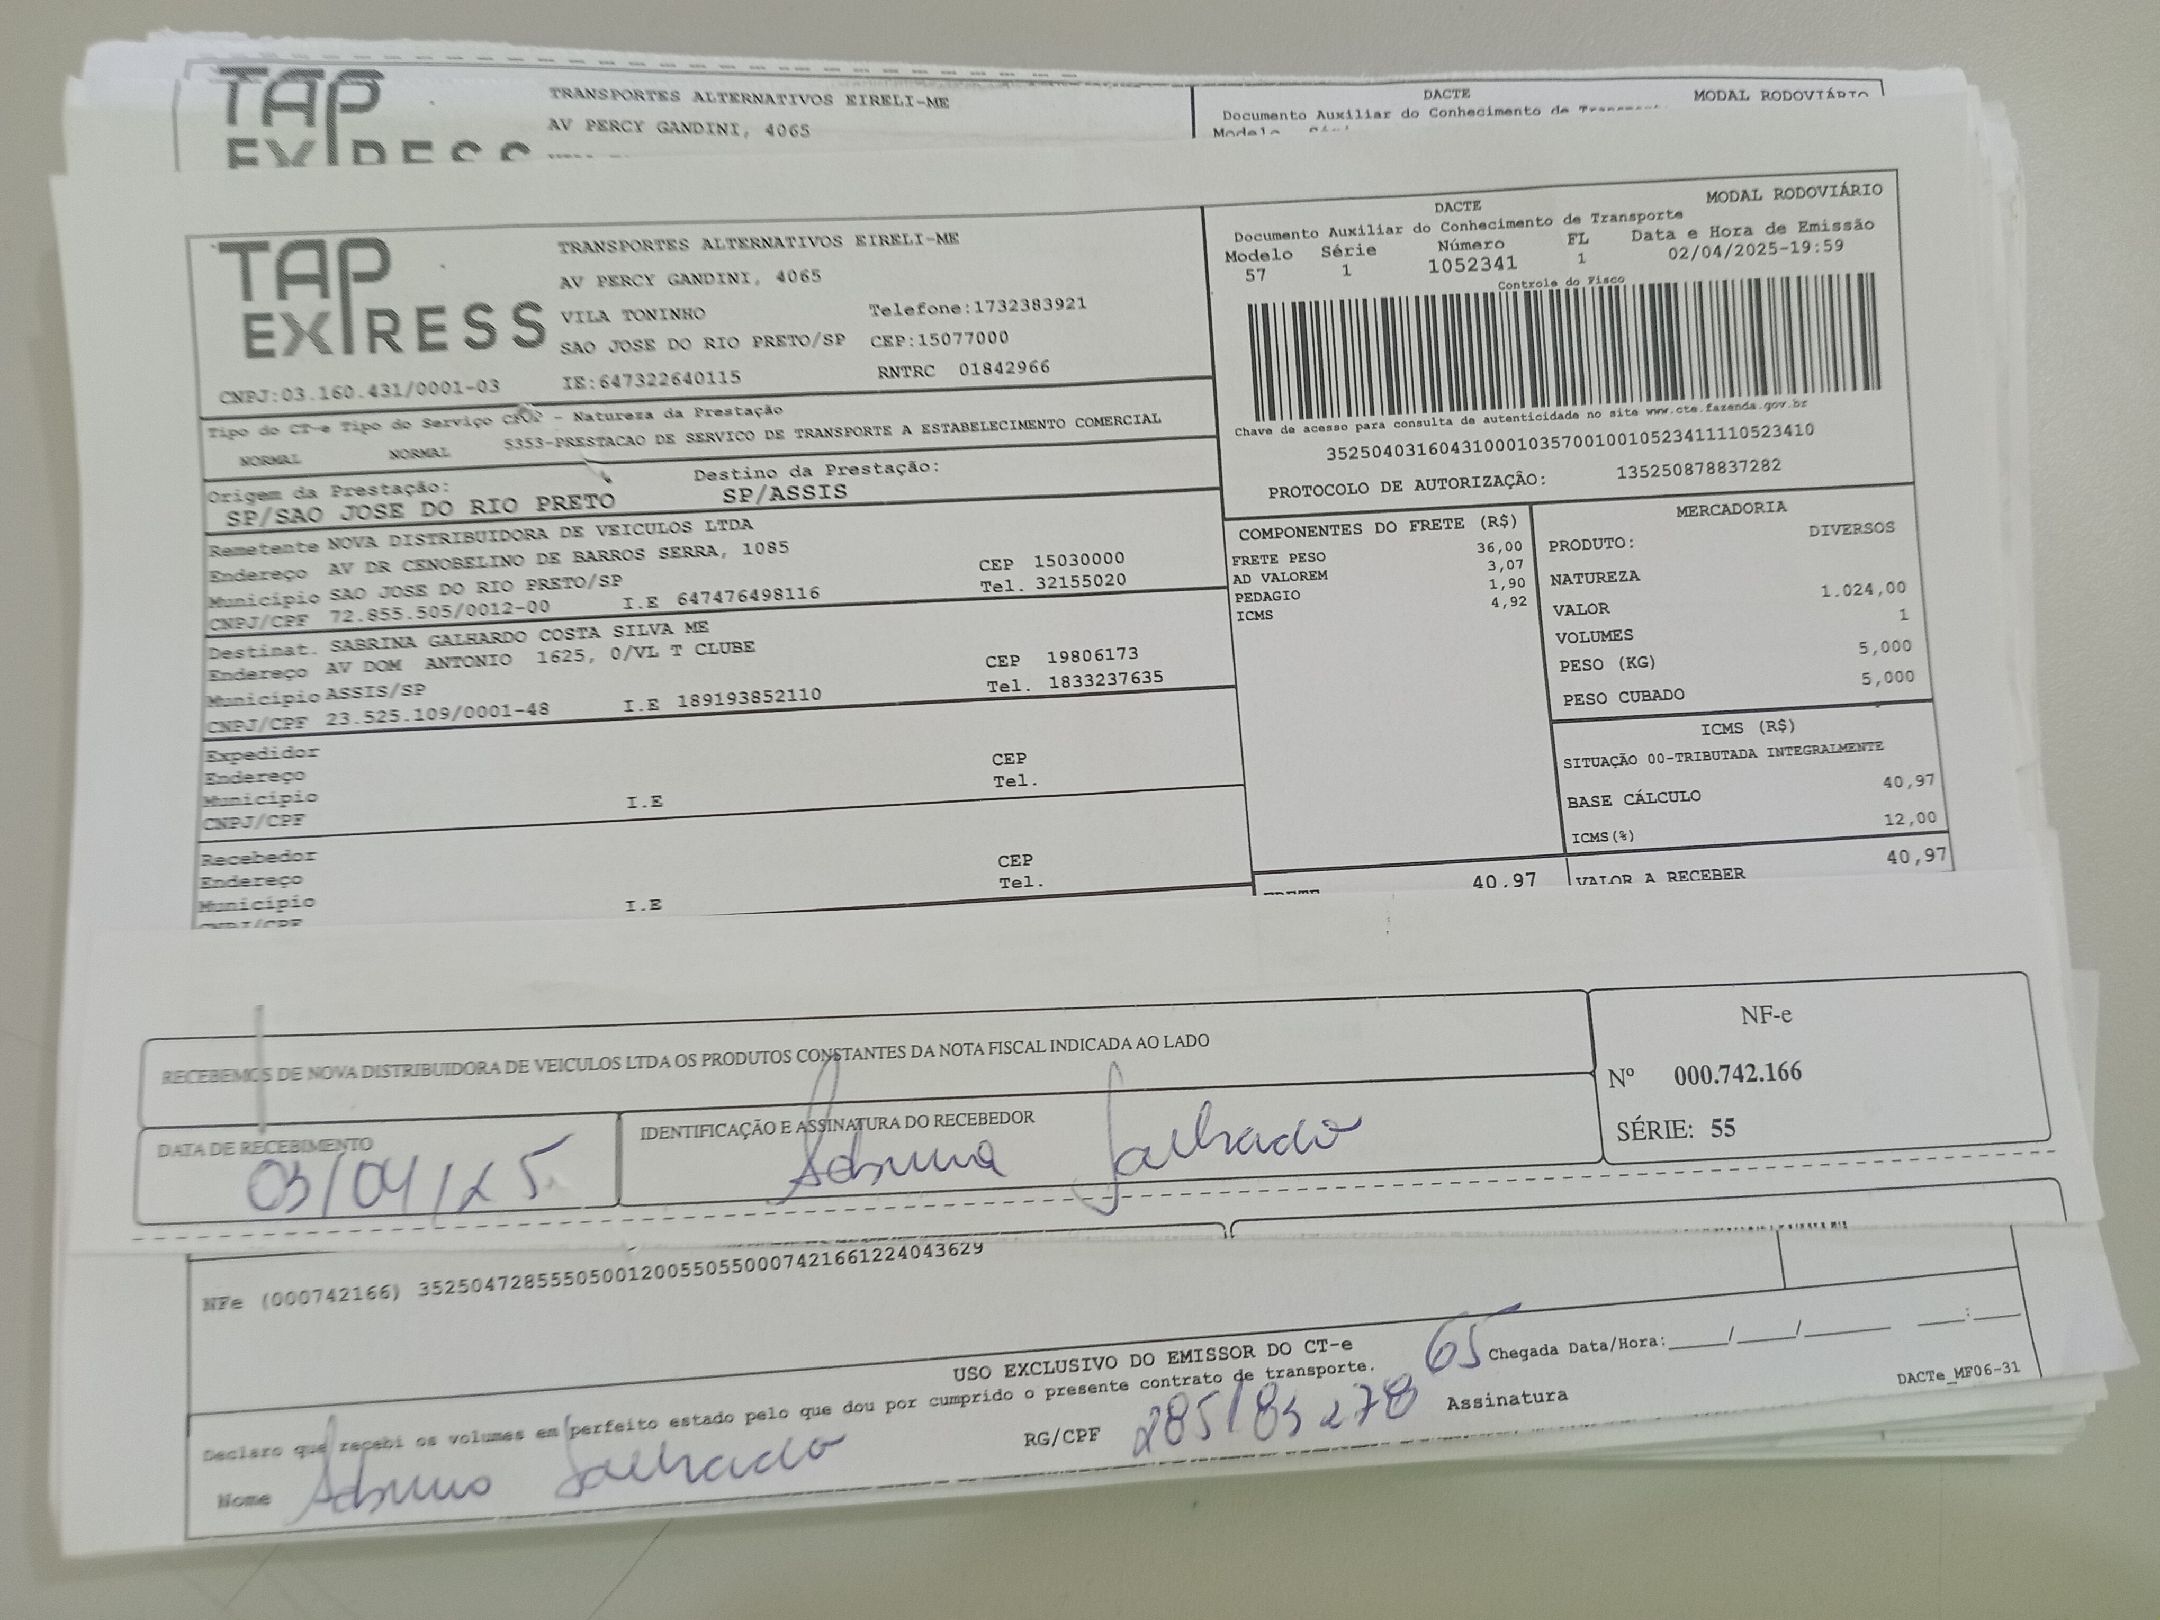 TAP
TRANSPORTES ALTERNATIVOS EIRELI-ME
AV PERCY GANDINI, 4065
DACTE
MODAL RODOVIÁRIO
Documento Auxiliar do Conhecimento de
TAP EXPRESS
TRANSPORTES ALTERNATIVOS EIRELI-ME
AV PERCY GANDINI, 4065
VILA TONINHO Telefone:1732383921
SAO JOSE DO RIO PRETO/SP CEP:15077000
CNPJ:03.160.431/0001-03 IE:647322640115 RNTRC 01842966
DACTE MODAL RODOVIÁRIO
Documento Auxiliar do Conhecimento de Transporte
Modelo Série Número FL Data e Hora de Emissão
57 1 1052341 1 02/04/2025-19:59
Controle do Fisco
Chave de acesso para consulta de autenticidade no site www.cte.fazenda.gov.br
35250403160431000103570010010523411110523410
PROTOCOLO DE AUTORIZAÇÃO: 135250878837282
Tipo do CT-e Tipo do Serviço CFOP - Natureza da Prestação
NORMAL NORMAL 5353-PRESTACAO DE SERVICO DE TRANSPORTE A ESTABELECIMENTO COMERCIAL
Origem da Prestação: Destino da Prestação:
SP/SAO JOSE DO RIO PRETO SP/ASSIS
Remetente NOVA DISTRIBUIDORA DE VEICULOS LTDA
Endereço AV DR CENOBELINO DE BARROS SERRA, 1085
Município SAO JOSE DO RIO PRETO/SP CEP 15030000
CNPJ/CPF 72.855.505/0012-00 I.E 647476498116 Tel. 32155020
Destinat. SABRINA GALHARDO COSTA SILVA ME
Endereço AV DOM ANTONIO 1625, 0/VL T CLUBE
Município ASSIS/SP CEP 19806173
CNPJ/CPF 23.525.109/0001-48 I.E 189193852110 Tel. 1833237635
Expedidor
Endereço
Município CEP
CNPJ/CPF I.E Tel.
Recebedor
Endereço CEP
Município I.E Tel.
CNPJ/CPF
COMPONENTES DO FRETE (R$)
FRETE PESO 36,00
AD VALOREM 3,07
PEDAGIO 1,90
ICMS 4,92
MERCADORIA
PRODUTO: DIVERSOS
NATUREZA
VALOR 1.024,00
VOLUMES 1
PESO (KG) 5,000
PESO CUBADO 5,000
ICMS (R$)
SITUAÇÃO 00-TRIBUTADA INTEGRALMENTE
BASE CÁLCULO 40,97
ICMS(%) 12,00
40,97 VALOR A RECEBER 40,97
RECEBEMOS DE NOVA DISTRIBUIDORA DE VEICULOS LTDA OS PRODUTOS CONSTANTES DA NOTA FISCAL INDICADA AO LADO
DATA DE RECEBIMENTO
03/04/25
IDENTIFICAÇÃO E ASSINATURA DO RECEBEDOR
Galhardo
NF-e
Nº 000.742.166
SÉRIE: 55
NFe (000742166) 35250472855505001200550550007421661224043629
USO EXCLUSIVO DO EMISSOR DO CT-e
Declaro que recebi os volumes em perfeito estado pelo que dou por cumprido o presente contrato de transporte.
Chegada Data/Hora:_____/_____/_______ ____:____
Nome Galhardo RG/CPF Assinatura
65
DACTe_MF06-31